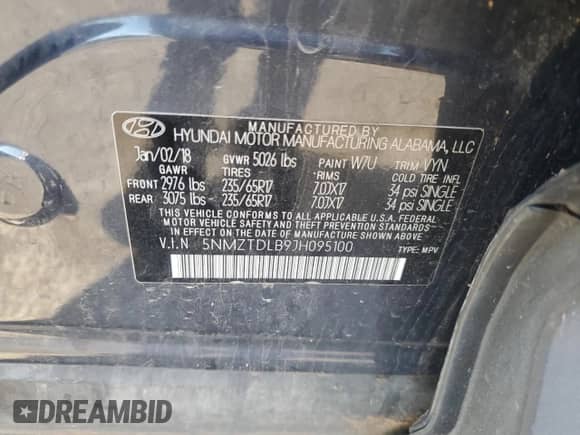 MANUFACTURED BY
HYUNDAI MOTOR MANUFACTURING ALABAMA, LLC
Jan/02/18 GVWR 5026 lbs PAINT W7U TRIM VYN
GAWR TIRES *RIMS COLD TIRE INFL
FRONT 2976 lbs 235/65R17 7.0JX17 34 psi SINGLE
REAR 3075 lbs 235/65R17 7.0JX17 34 psi SINGLE
THIS VEHICLE CONFORMS TO ALL APPLICABLE U.S.A. FEDERAL
MOTOR VEHICLE SAFETY AND THEFT PREVENTION STANDARDS
IN EFFECT ON THE DATE OF MANUFACTURE SHOWN ABOVE.
V.I.N 5NMZTDLB9JH095100
TYPE: MPV
DREAMBID